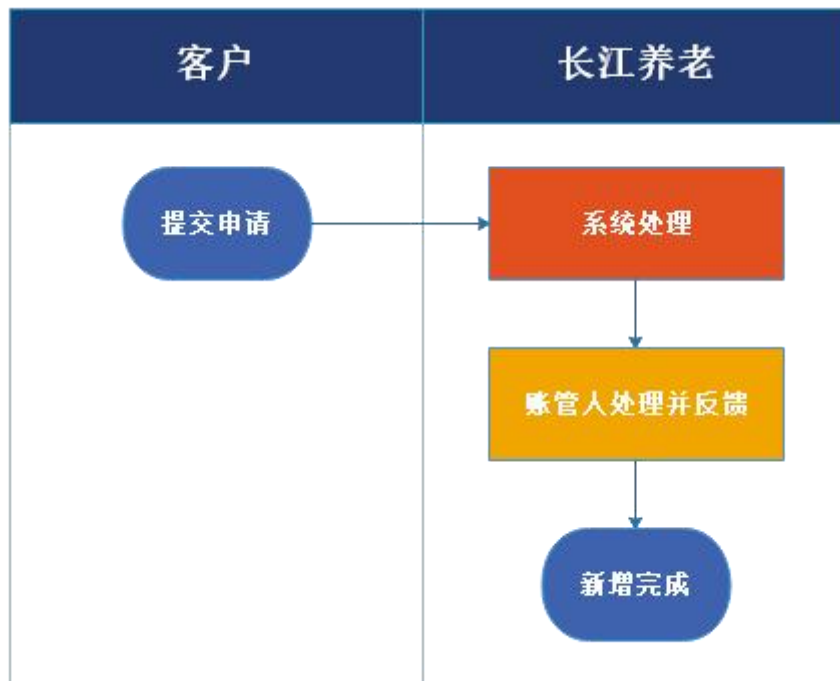 客户
长江养老
提交申请
系统处理
账管人处理并反馈
新增完成